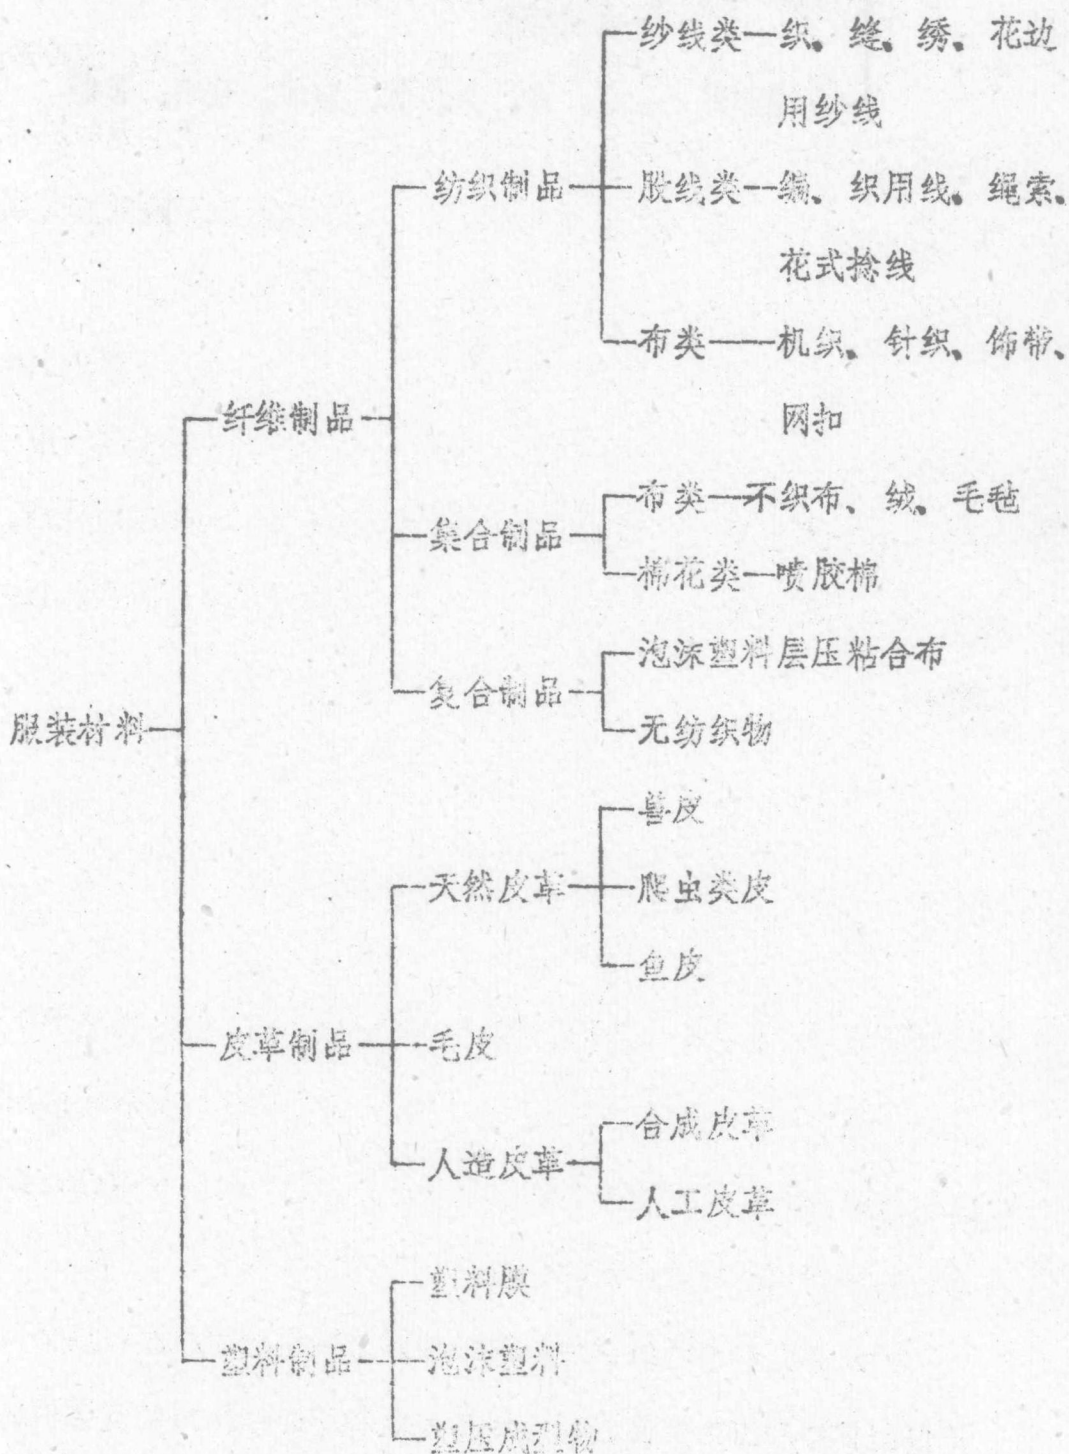 纱线类—织、缝、绣、花边
用纱线
纺织制品
股线类—编、织用线、绳索、
花式捻线
布类——机织、针织、饰带、
网扣
纤维制品
布类—不织布、绒、毛毡
集合制品
棉花类—喷胶棉
泡沫塑料层压粘合布
复合制品
服装材料
无纺织物
兽皮
天然皮革
爬虫类皮
鱼皮
皮革制品
毛皮
合成皮革
人造皮革
人工皮革
塑料膜
塑料制品
泡沫塑料
塑压成型物